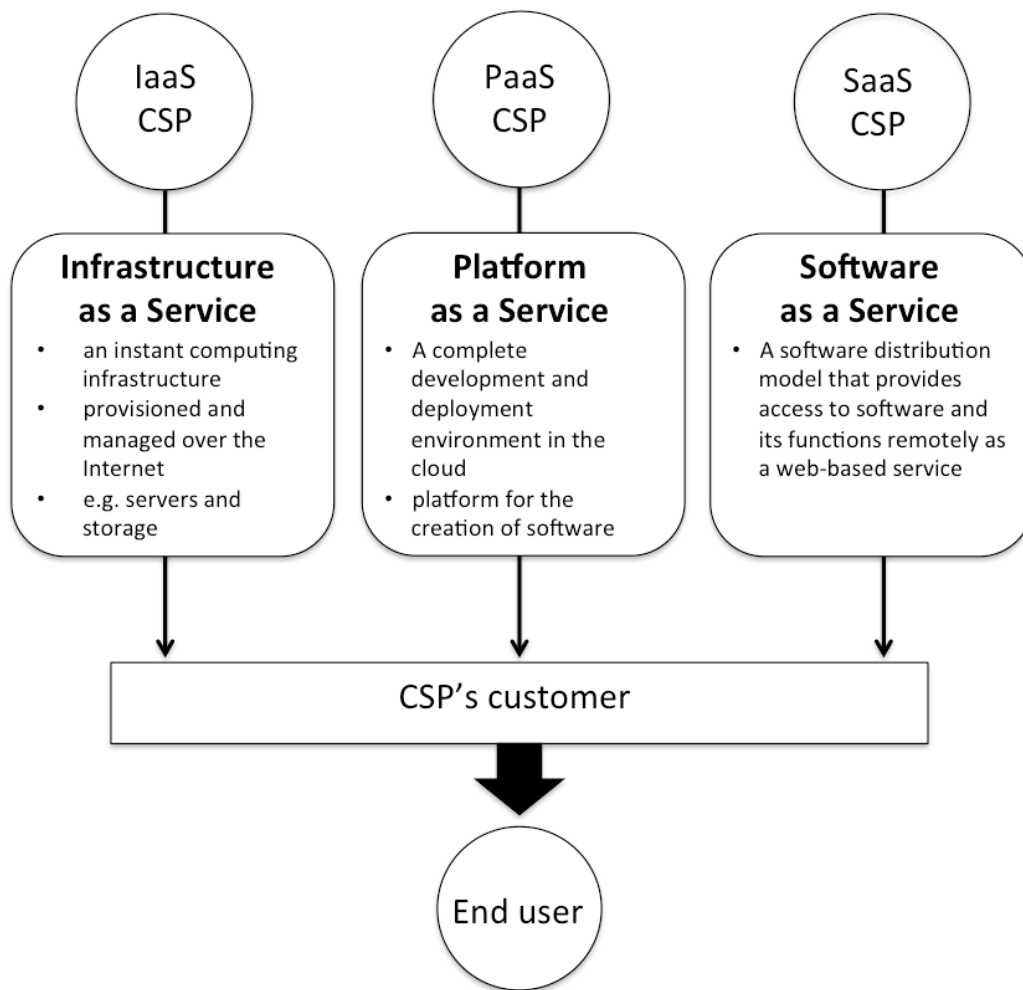 IaaS
CSP
PaaS
CSP
SaaS
CSP
Infrastructure
as a Service
• an instant computing
infrastructure
• provisioned and
managed over the
Internet
• e.g. servers and
storage
Platform
as a Service
• A complete
development and
deployment
environment in the
cloud
• platform for the
creation of software
Software
as a Service
• A software distribution
model that provides
access to software and
its functions remotely as
a web-based service
CSP's customer
End user